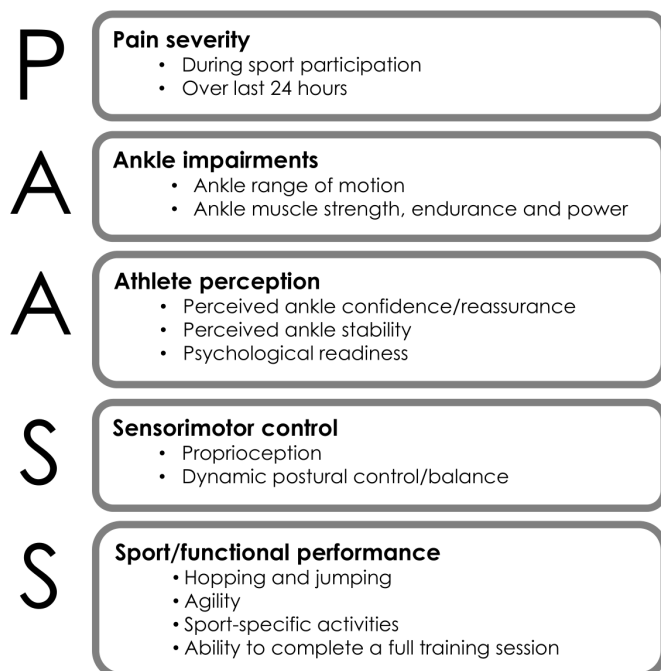 P
Pain severity
• During sport participation
• Over last 24 hours
A
Ankle impairments
• Ankle range of motion
• Ankle muscle strength, endurance and power
A
Athlete perception
• Perceived ankle confidence/reassurance
• Perceived ankle stability
• Psychological readiness
S
Sensorimotor control
• Proprioception
• Dynamic postural control/balance
S
Sport/functional performance
• Hopping and jumping
• Agility
• Sport-specific activities
• Ability to complete a full training session